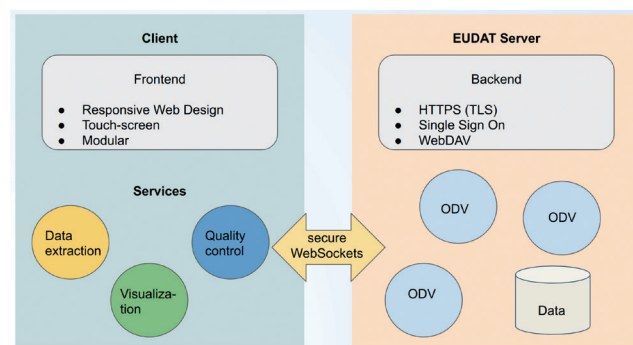 Client
Frontend
● Responsive Web Design
● Touch-screen
● Modular
Services
Data
extraction
Visualiza-
tion
Quality
control
secure
WebSockets
EUDAT Server
Backend
● HTTPS (TLS)
● Single Sign On
● WebDAV
ODV
ODV
ODV
Data